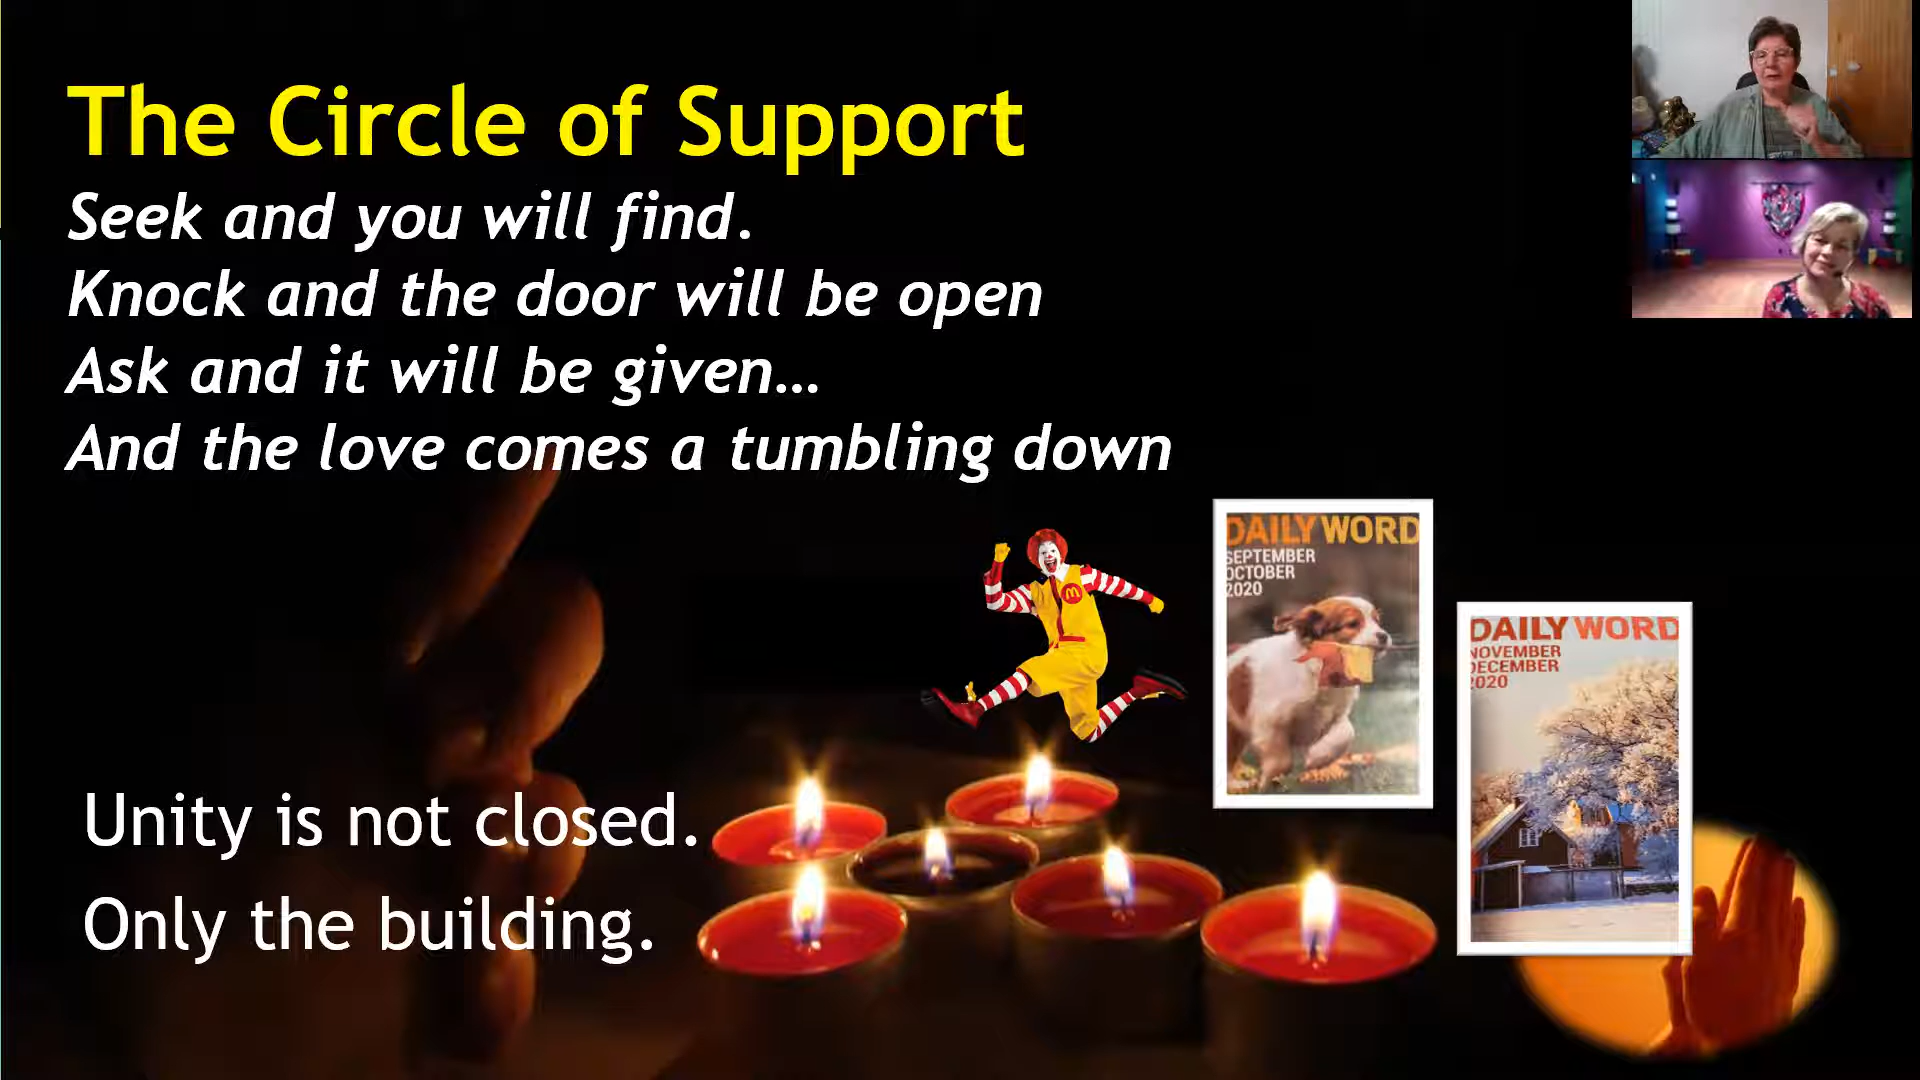 The Circle of Support
Seek and you will find.
Knock and the door will be open
Ask and it will be given…
And the love comes a tumbling down
DAILY WORD
SEPTEMBER
OCTOBER
2020
DAILY WORD
NOVEMBER
DECEMBER
2020
Unity is not closed.
Only the building.